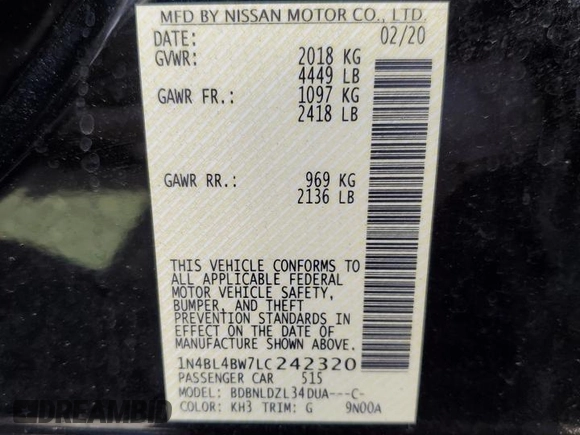 MFD BY NISSAN MOTOR CO., LTD.
DATE: 02/20
GVWR: 2018 KG
4449 LB
GAWR FR.: 1097 KG
2418 LB
GAWR RR.: 969 KG
2136 LB
THIS VEHICLE CONFORMS TO
ALL APPLICABLE FEDERAL
MOTOR VEHICLE SAFETY,
BUMPER, AND THEFT
PREVENTION STANDARDS IN
EFFECT ON THE DATE OF
MANUFACTURE SHOWN ABOVE.
1N4BL4BW7LC242320
PASSENGER CAR 515
MODEL: BDBNLDZL34DUA---C-
COLOR: KH3 TRIM: G 9N00A
STATCAMBID